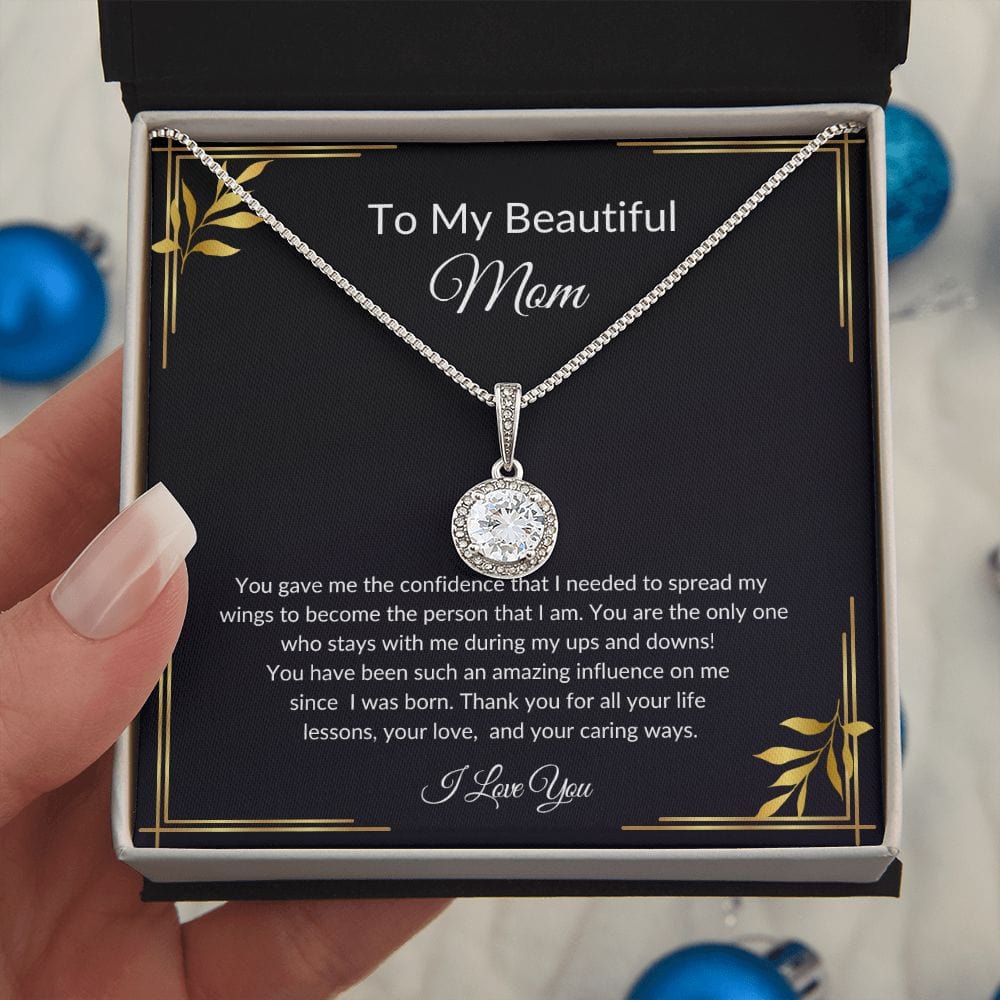 To My Beautiful
Mom
You gave me the confidence that I needed to spread my
wings to become the person that I am. You are the only one
who stays with me during my ups and downs!
You have been such an amazing influence on me
since I was born. Thank you for all your life
lessons, your love, and your caring ways.
I Love You